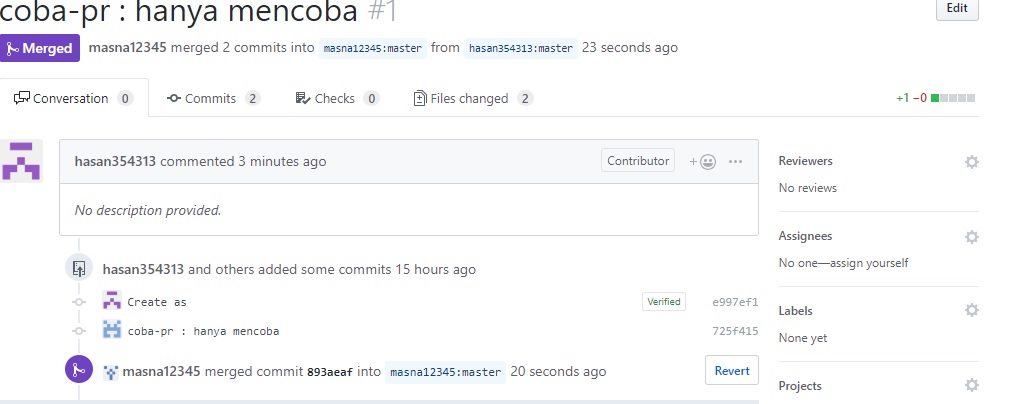 coba-pr : hanya mencoba #1
Edit
Merged masna12345 merged 2 commits into masna12345:master from hasan354313:master 23 seconds ago
Conversation 0 Commits 2 Checks 0 Files changed 2 +1 −0
hasan354313 commented 3 minutes ago Contributor + ...
No description provided.
hasan354313 and others added some commits 15 hours ago
Create as Verified e997ef1
coba-pr : hanya mencoba 725f415
masna12345 merged commit 893aeaf into masna12345:master 20 seconds ago Revert
Reviewers
No reviews
Assignees
No one—assign yourself
Labels
None yet
Projects